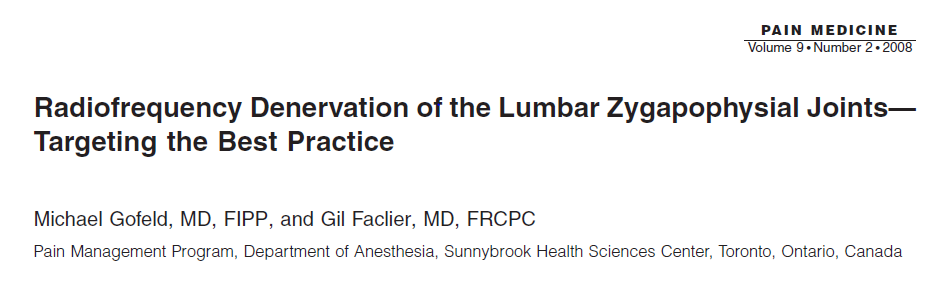 PAIN MEDICINE
Volume 9 • Number 2 • 2008
Radiofrequency Denervation of the Lumbar Zygapophysial Joints—
Targeting the Best Practice
Michael Gofeld, MD, FIPP, and Gil Faclier, MD, FRCPC
Pain Management Program, Department of Anesthesia, Sunnybrook Health Sciences Center, Toronto, Ontario, Canada